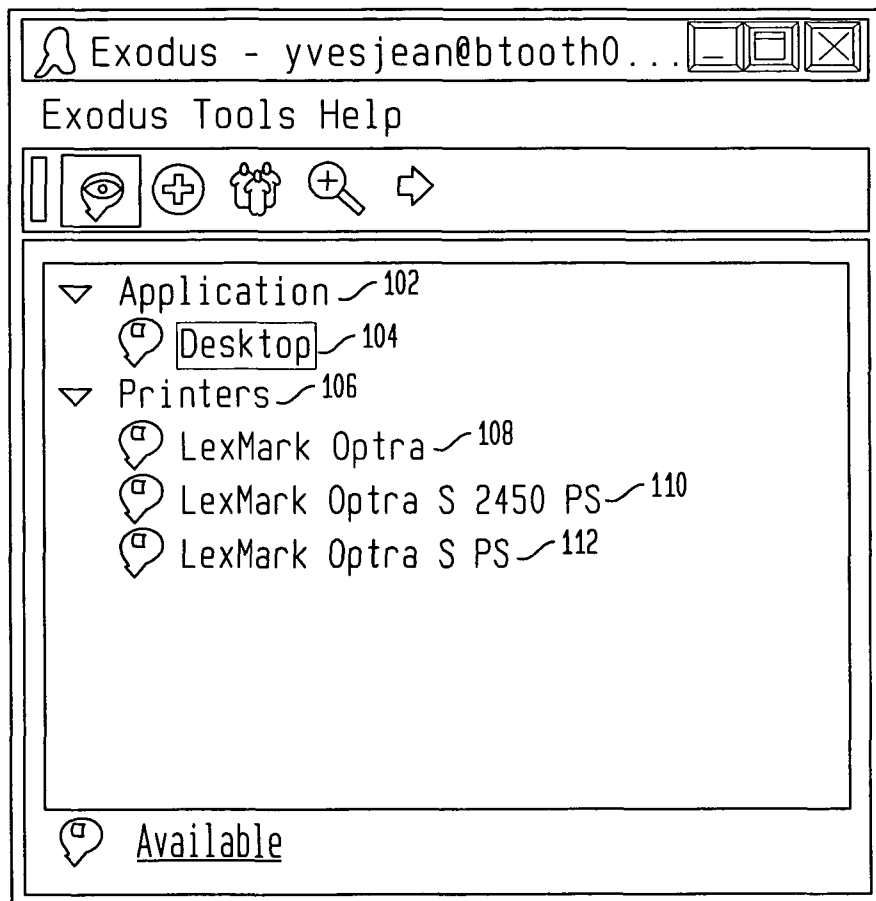 Exodus - yvesjean@btooth0...
Exodus Tools Help
Application 102
Desktop 104
Printers 106
LexMark Optra 108
LexMark Optra S 2450 PS 110
LexMark Optra S PS 112
Available